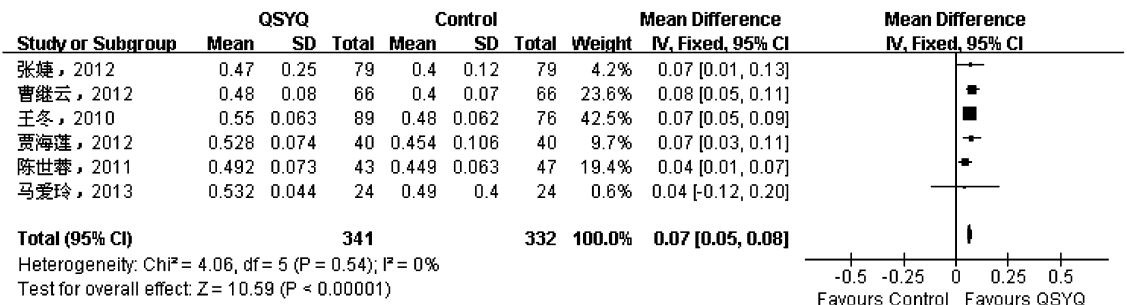 QSYQ Control Mean Difference Mean Difference
Study or Subgroup Mean SD Total Mean SD Total Weight IV, Fixed, 95% CI IV, Fixed, 95% CI
张婕，2012 0.47 0.25 79 0.4 0.12 79 4.2% 0.07 [0.01, 0.13]
曹继云，2012 0.48 0.08 66 0.4 0.07 66 23.6% 0.08 [0.05, 0.11]
王冬，2010 0.55 0.063 89 0.48 0.062 76 42.5% 0.07 [0.05, 0.09]
贾海莲，2012 0.528 0.074 40 0.454 0.106 40 9.7% 0.07 [0.03, 0.11]
陈世蓉，2011 0.492 0.073 43 0.449 0.063 47 19.4% 0.04 [0.01, 0.07]
马爱玲，2013 0.532 0.044 24 0.49 0.4 24 0.6% 0.04 [-0.12, 0.20]
Total (95% CI) 341 332 100.0% 0.07 [0.05, 0.08]
Heterogeneity: Chi² = 4.06, df = 5 (P = 0.54); I² = 0%
Test for overall effect: Z = 10.59 (P < 0.00001)
-0.5 -0.25 0 0.25 0.5
Favours Control Favours QSYQ